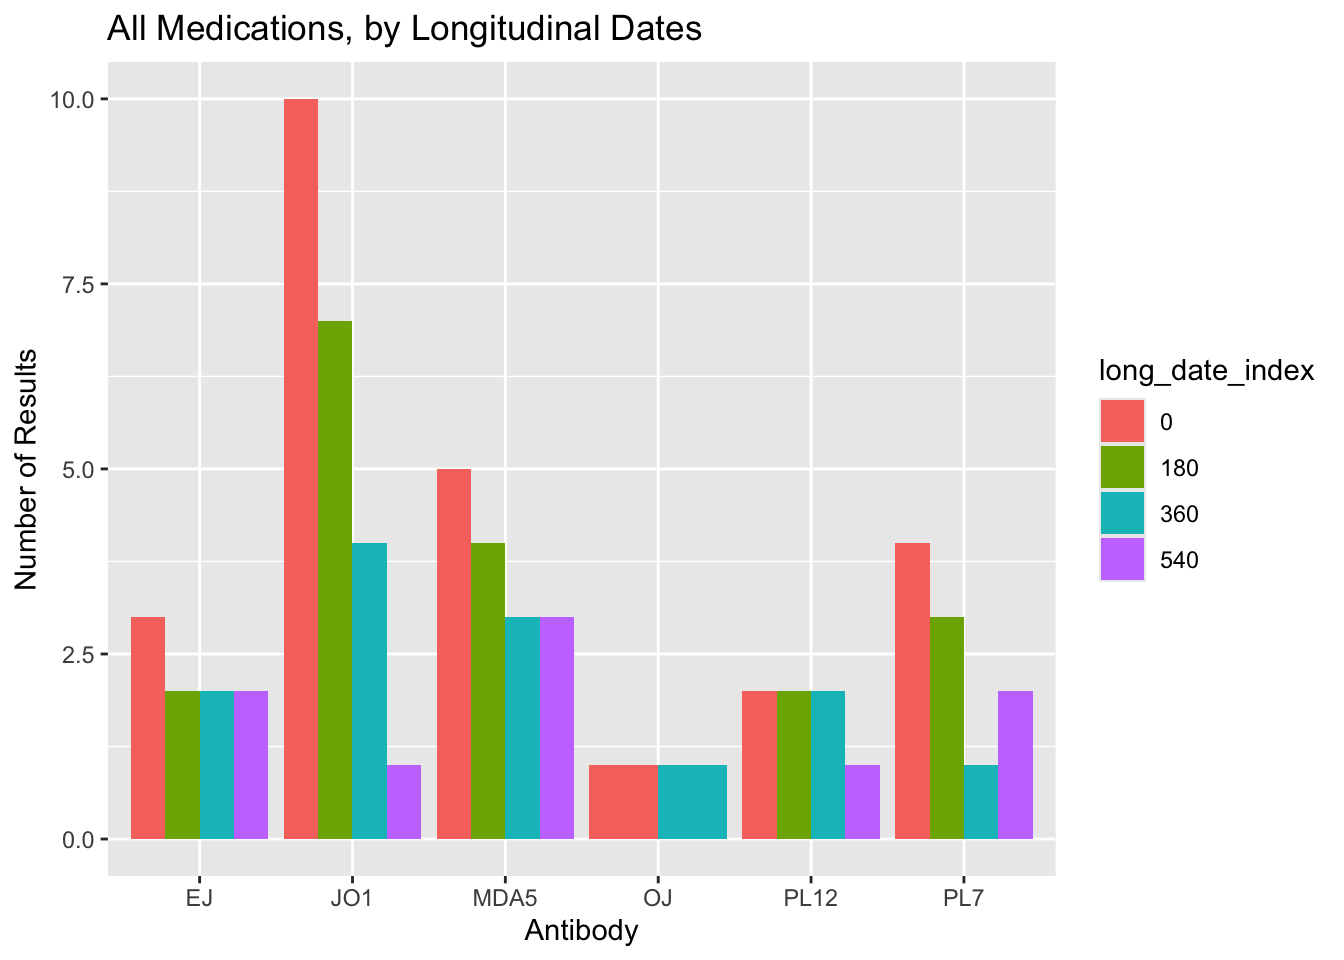 All Medications, by Longitudinal Dates
10.0
7.5
5.0
2.5
0.0
Number of Results
EJ JO1 MDA5 OJ PL12 PL7
Antibody
long_date_index
0
180
360
540